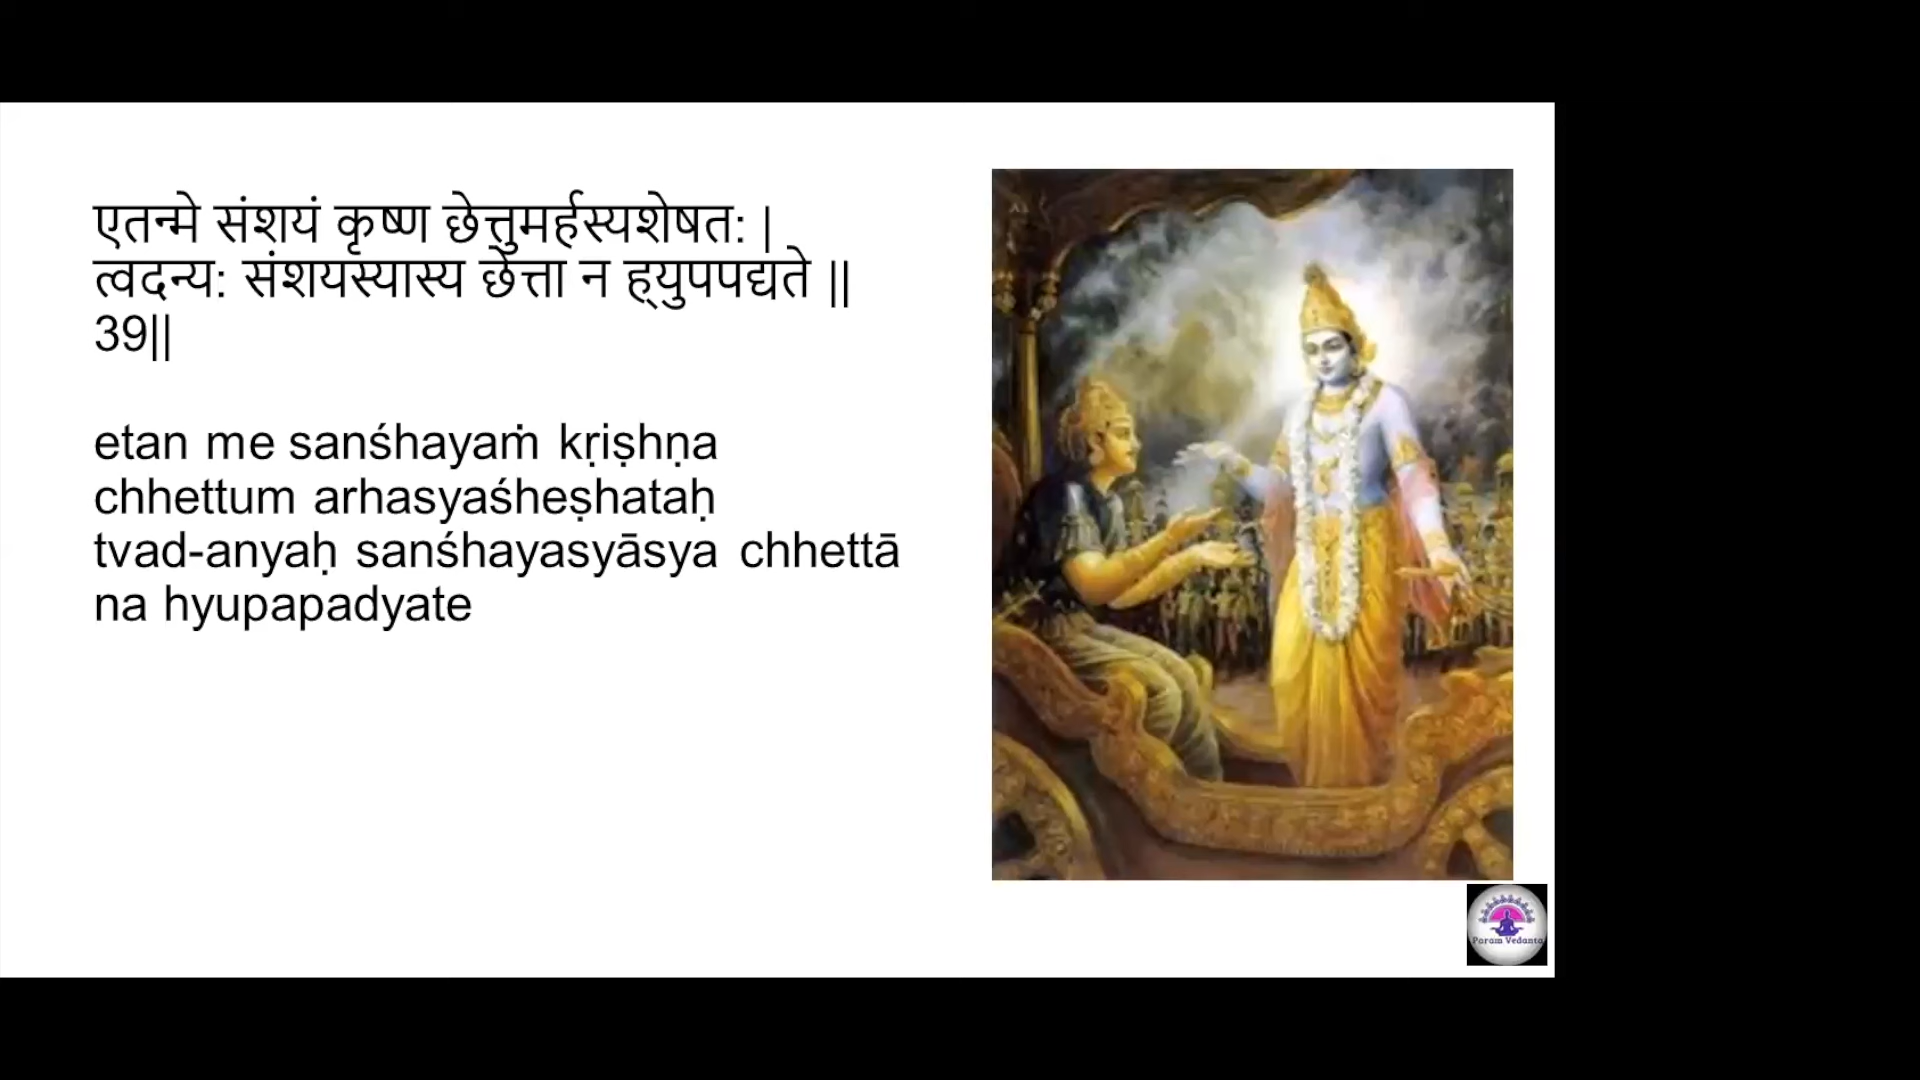 एतन्मे संशयं कृष्ण छेत्तुमर्हस्यशेषत: |
त्वदन्य: संशयस्यास्य छेत्ता न ह्युपपद्यते ||
39||
etan me sanśhayaṁ kṛiṣhṇa
chhettum arhasyaśheṣhataḥ
tvad-anyaḥ sanśhayasyāsya chhettā
na hyupapadyate
Param Vedanta